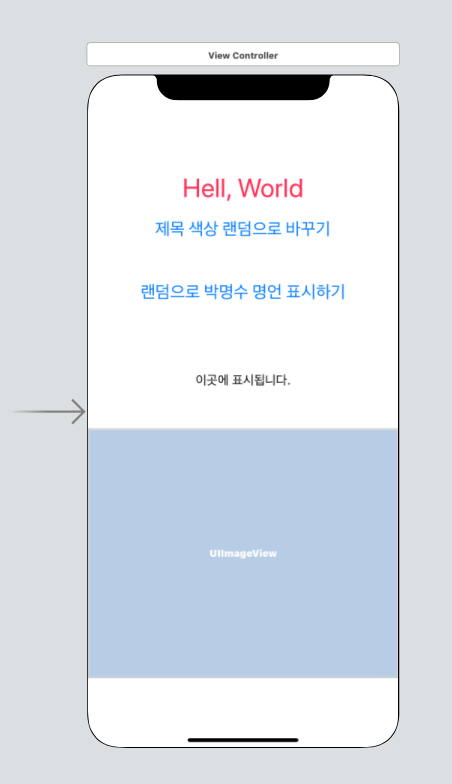 View Controller
Hell, World
제목 색상 랜덤으로 바꾸기
랜덤으로 박명수 명언 표시하기
이곳에 표시됩니다.
UIImageView